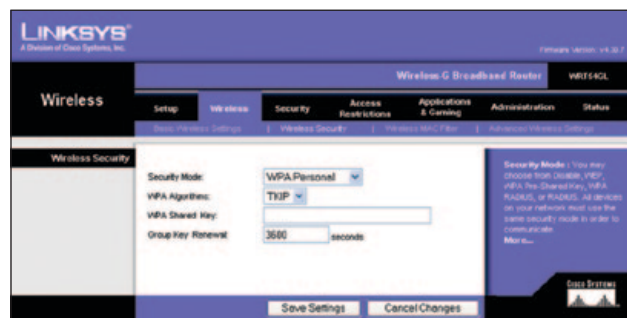 LINKSYS®
A Division of Cisco Systems, Inc.
Firmware Version: v4.30.7
Wireless-G Broadband Router WRT54GL
Wireless
Setup Wireless Security Access Restrictions Applications & Gaming Administration Status
Basic Wireless Settings | Wireless Security | Wireless MAC Filter | Advanced Wireless Settings
Wireless Security
Security Mode: WPA Personal
WPA Algorithms: TKIP
WPA Shared Key:
Group Key Renewal: 3600 seconds
Security Mode : You may
choose from Disable, WEP,
WPA Pre-Shared Key, WPA
RADIUS, or RADIUS. All devices
on your network must use the
same security mode in order to
communicate.
More...
Save Settings Cancel Changes
Cisco Systems